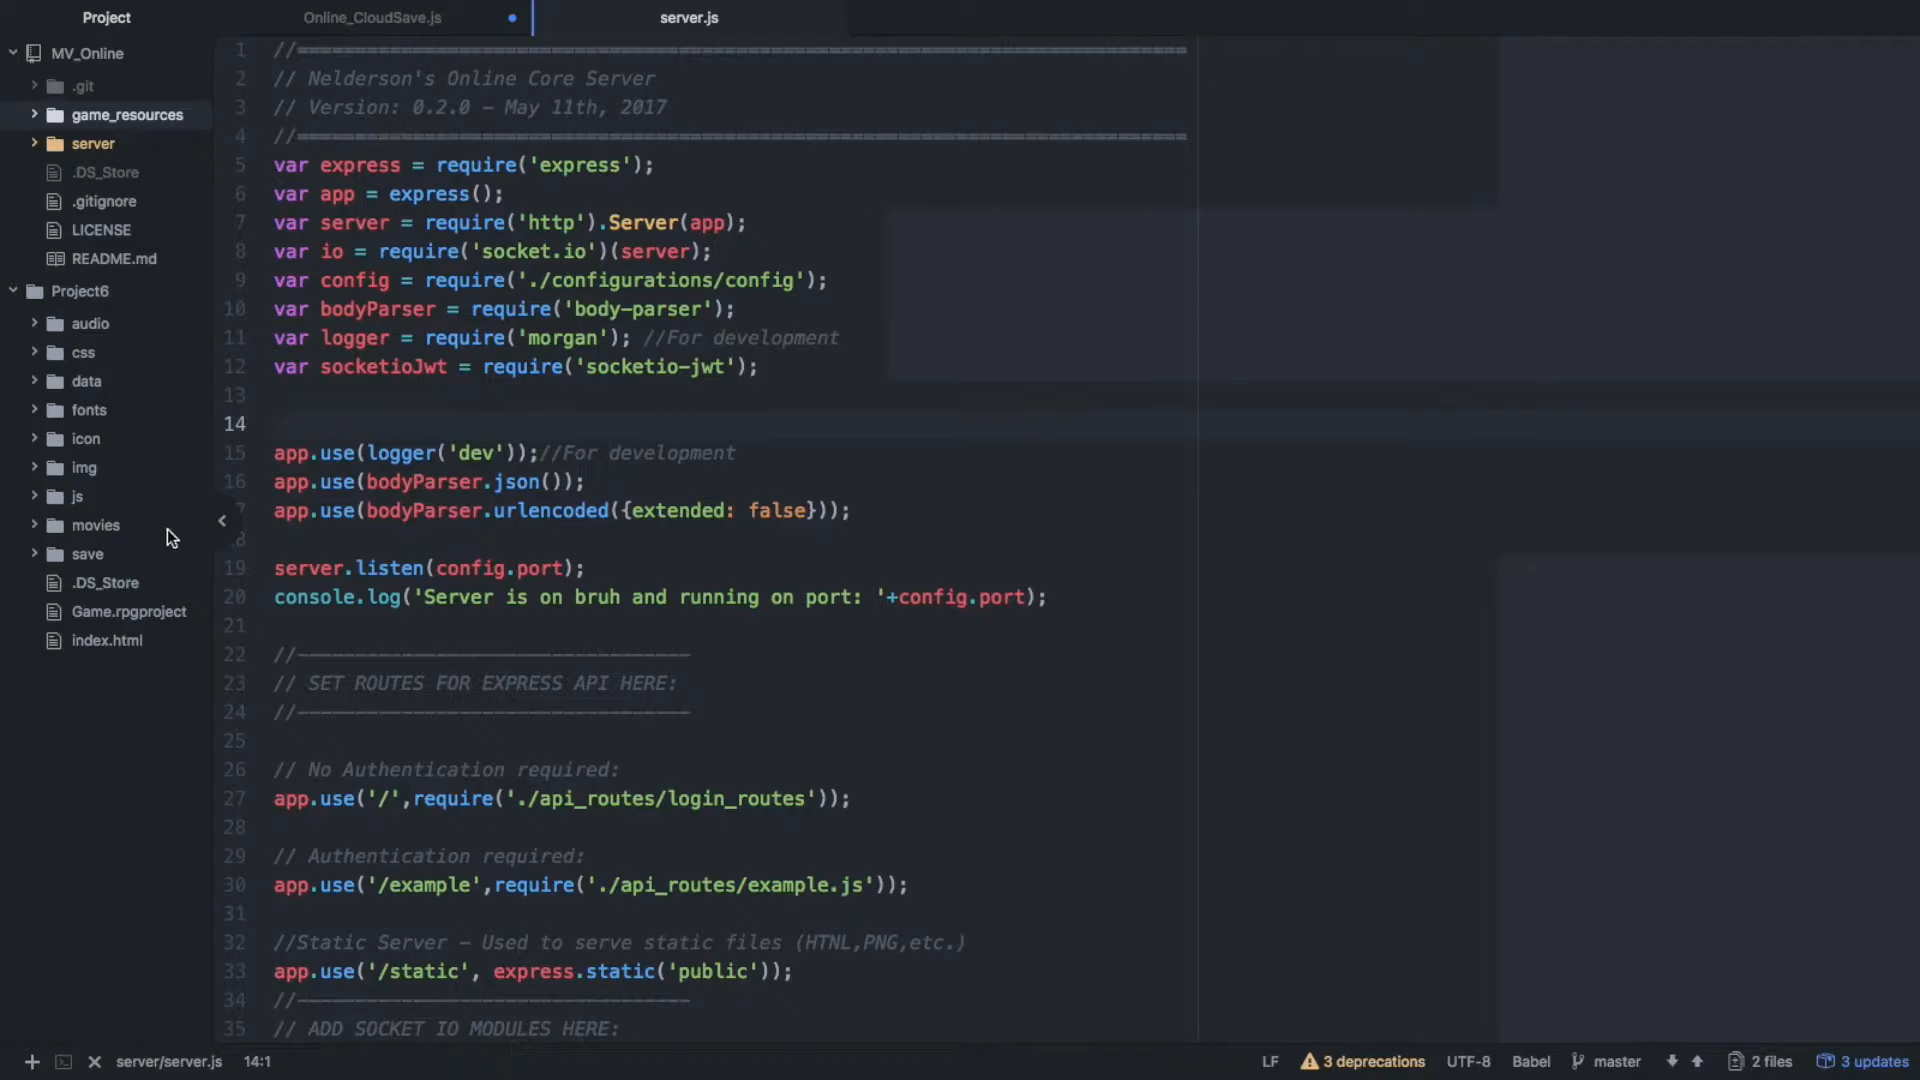 Project
Online_CloudSave.js
server.js
MV_Online
.git
game_resources
server
.DS_Store
.gitignore
LICENSE
README.md
Project6
audio
css
data
fonts
icon
img
js
movies
save
.DS_Store
Game.rpgproject
index.html
1 //=============================================================================
2 // Nelderson's Online Core Server
3 // Version: 0.2.0 - May 11th, 2017
4 //=============================================================================
5 var express = require('express');
6 var app = express();
7 var server = require('http').Server(app);
8 var io = require('socket.io')(server);
9 var config = require('./configurations/config');
10 var bodyParser = require('body-parser');
11 var logger = require('morgan'); //For development
12 var socketioJwt = require('socketio-jwt');
13
14
15 app.use(logger('dev'));//For development
16 app.use(bodyParser.json());
7 app.use(bodyParser.urlencoded({extended: false}));
8
19 server.listen(config.port);
20 console.log('Server is on bruh and running on port: '+config.port);
21
22 //----------------------------------
23 // SET ROUTES FOR EXPRESS API HERE:
24 //----------------------------------
25
26 // No Authentication required:
27 app.use('/',require('./api_routes/login_routes'));
28
29 // Authentication required:
30 app.use('/example',require('./api_routes/example.js'));
31
32 //Static Server - Used to serve static files (HTNL,PNG,etc.)
33 app.use('/static', express.static('public'));
34 //----------------------------------
35 // ADD SOCKET IO MODULES HERE:
server/server.js 14:1
LF 3 deprecations UTF-8 Babel master 2 files 3 updates